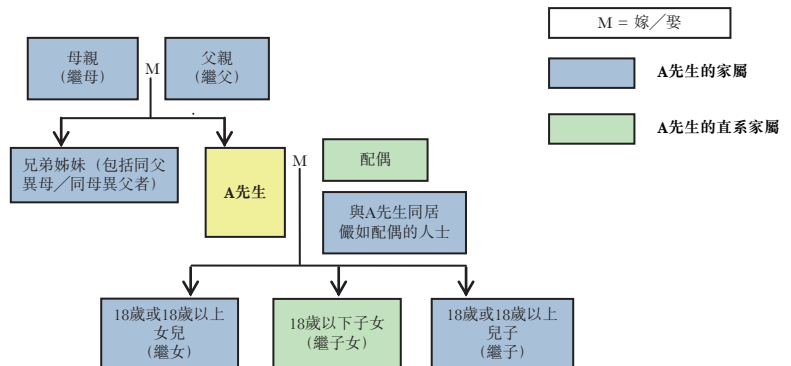 M = 嫁／娶
母親
（繼母）
M
父親
（繼父）
A先生的家屬
A先生的直系家屬
兄弟姊妹（包括同父
異母／同母異父者）
A先生
M
配偶
與A先生同居
儼如配偶的人士
18歲或18歲以上
女兒
（繼女）
18歲以下子女
（繼子女）
18歲或18歲以上
兒子
（繼子）